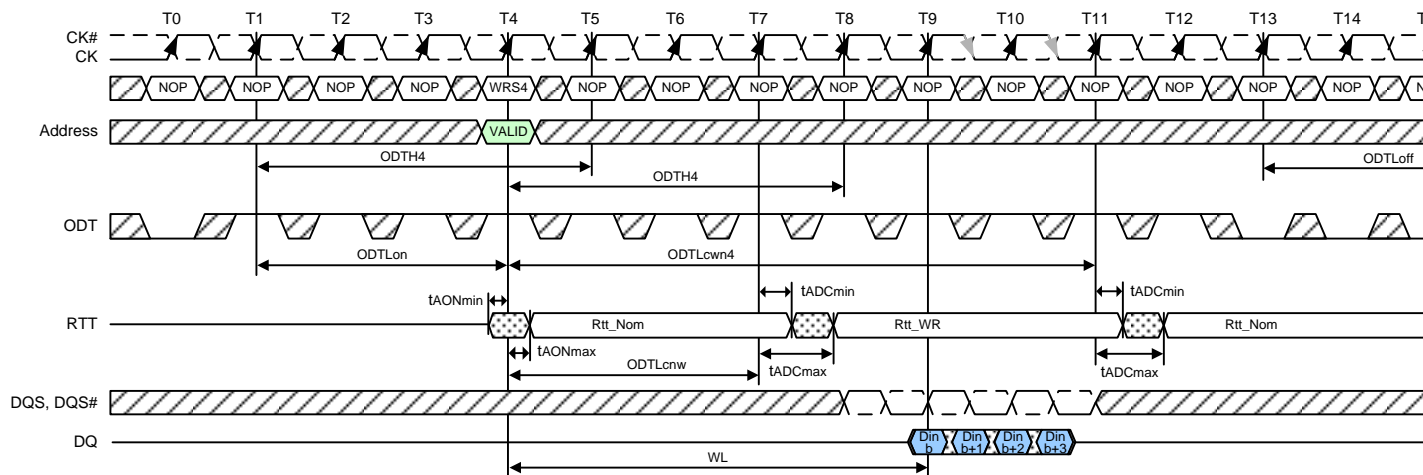 T0 T1 T2 T3 T4 T5 T6 T7 T8 T9 T10 T11 T12 T13 T14 T
CK#
CK
NOP NOP NOP NOP WRS4 NOP NOP NOP NOP NOP NOP NOP NOP NOP NOP N
Address VALID
ODTH4 ODTLoff
ODTH4
ODT
ODTLon ODTLcwn4
tAONmin tADCmin tADCmin
RTT Rtt_Nom Rtt_WR Rtt_Nom
tAONmax
ODTLcnw tADCmax tADCmax
DQS, DQS#
DQ Din b Din b+1 Din b+2 Din b+3
WL